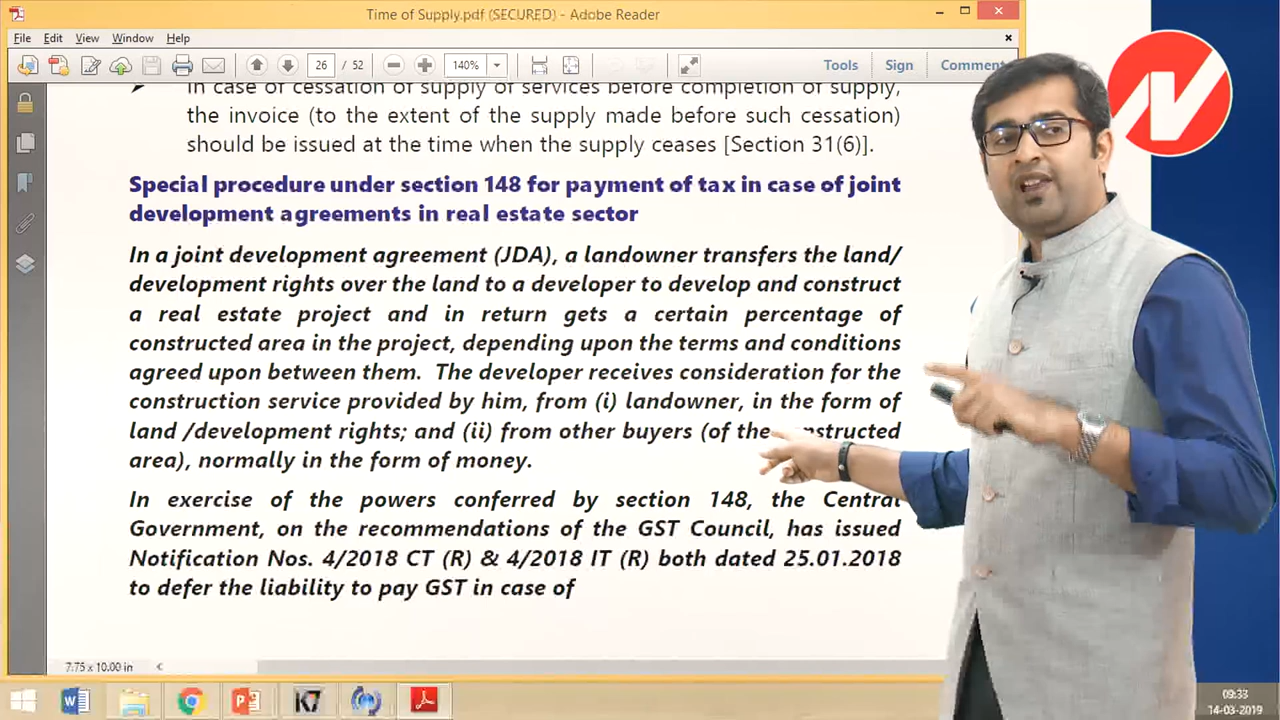 Time of Supply.pdf (SECURED) - Adobe Reader
File Edit View Window Help
26 / 52
140%
Tools Sign Comment
In case of cessation of supply of services before completion of supply,
the invoice (to the extent of the supply made before such cessation)
should be issued at the time when the supply ceases [Section 31(6)].
Special procedure under section 148 for payment of tax in case of joint
development agreements in real estate sector
In a joint development agreement (JDA), a landowner transfers the land/
development rights over the land to a developer to develop and construct
a real estate project and in return gets a certain percentage of
constructed area in the project, depending upon the terms and conditions
agreed upon between them. The developer receives consideration for the
construction service provided by him, from (i) landowner, in the form of
land /development rights; and (ii) from other buyers (of the
area), normally in the form of money.
In exercise of the powers conferred by section 148, the Central
Government, on the recommendations of the GST Council, has issued
Notification Nos. 4/2018 CT (R) & 4/2018 IT (R) both dated 25.01.2018
to defer the liability to pay GST in case of
7.75 x 10.00 in
K7
09:33
14-03-2019
N